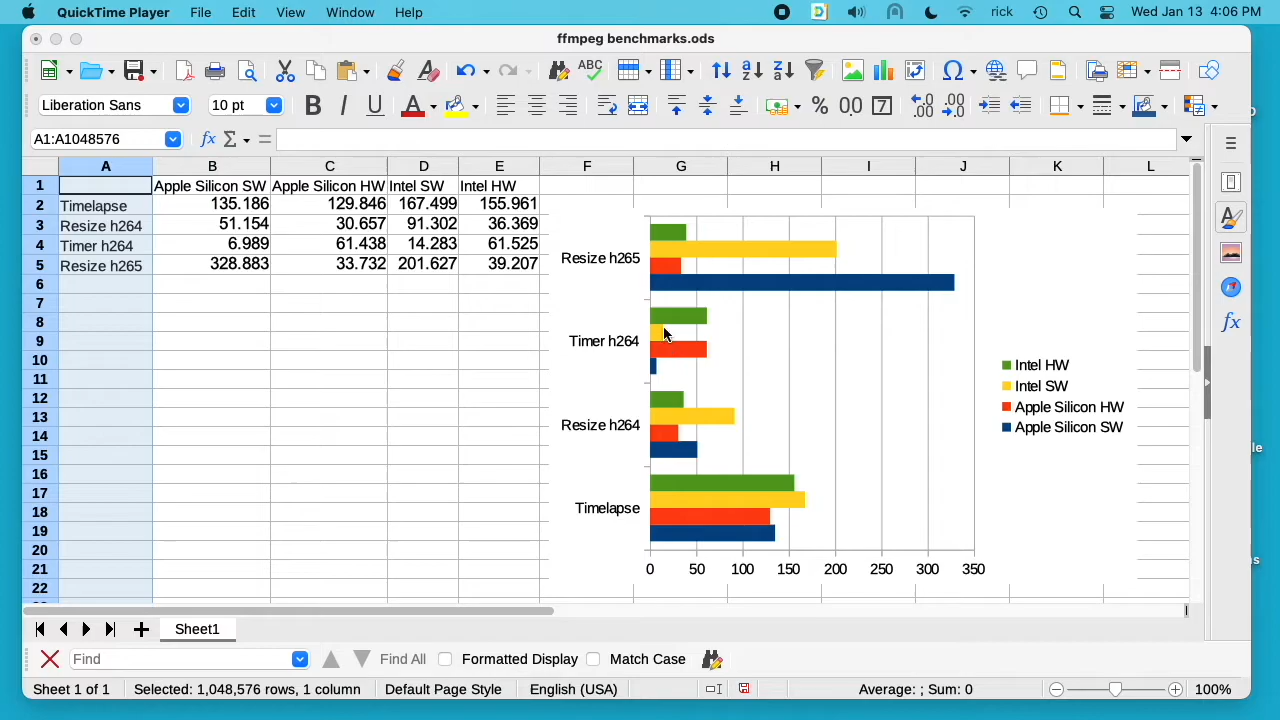 QuickTime Player File Edit View Window Help rick Wed Jan 13 4:06 PM
ffmpeg benchmarks.ods
ABC
Liberation Sans 10 pt B I U A % 00 7 .00 .00
A1:A1048576 fx Σ =
A B C D E F G H I J K L
1 Apple Silicon SW Apple Silicon HW Intel SW Intel HW
2 Timelapse 135.186 129.846 167.499 155.961
3 Resize h264 51.154 30.657 91.302 36.369
4 Timer h264 6.989 61.438 14.283 61.525
5 Resize h265 328.883 33.732 201.627 39.207
6
7
8
9
10
11
12
13
14
15
16
17
18
19
20
21
22
Resize h265
Timer h264
Resize h264
Timelapse
0 50 100 150 200 250 300 350
Intel HW
Intel SW
Apple Silicon HW
Apple Silicon SW
Sheet1
Find Find All Formatted Display Match Case
Sheet 1 of 1 Selected: 1,048,576 rows, 1 column Default Page Style English (USA) Average: ; Sum: 0 100%